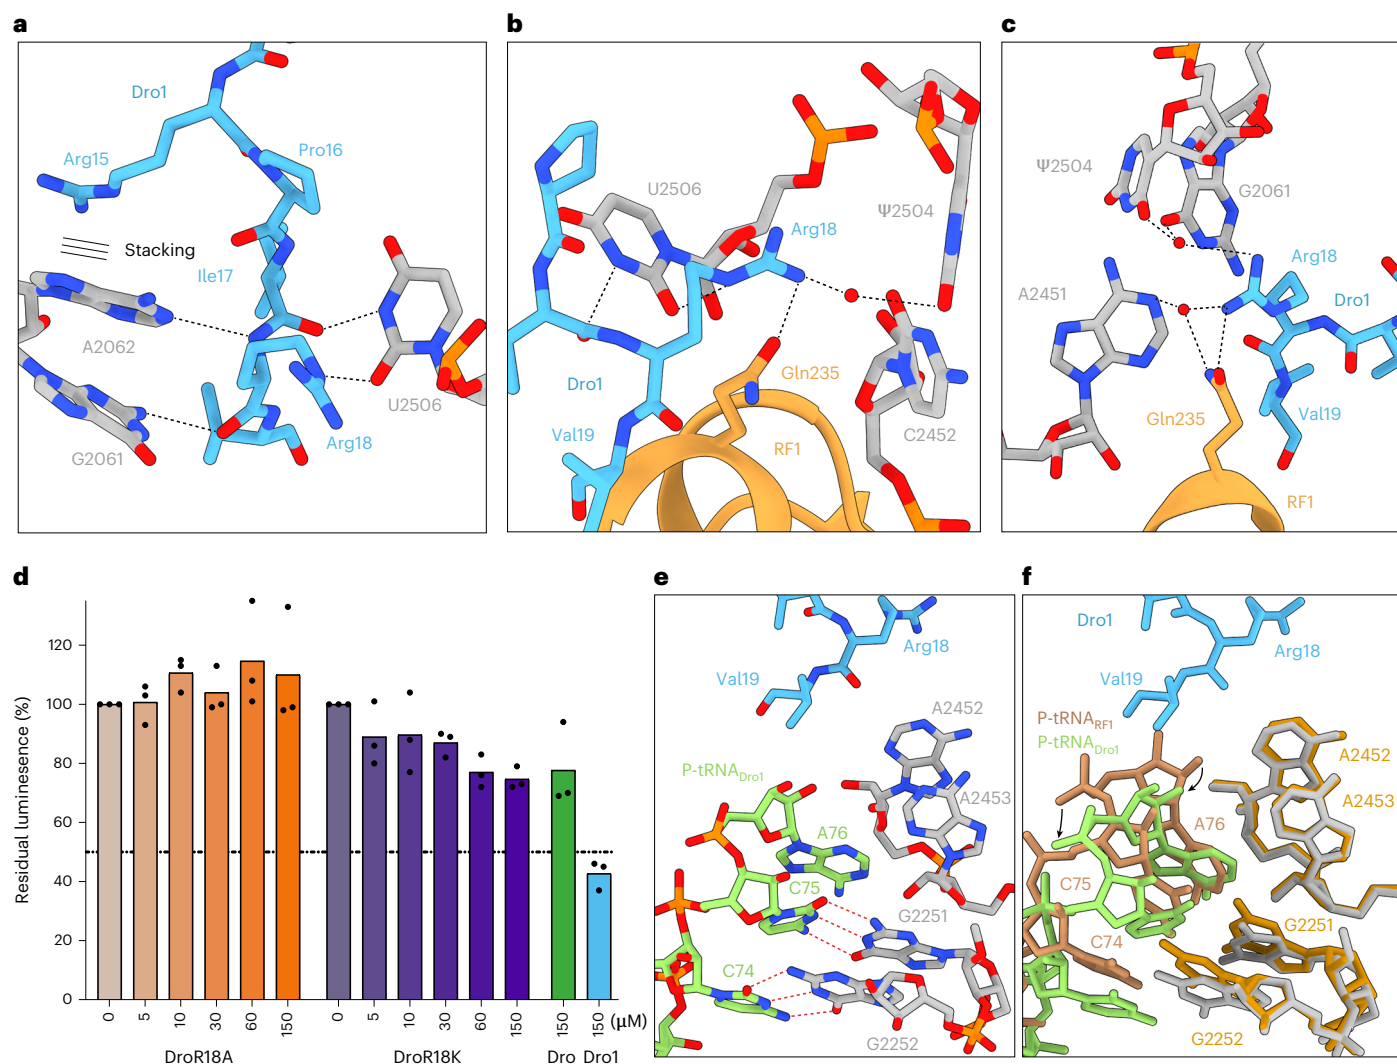 a
Dro1
Arg15
Pro16
Stacking
Ile17
A2062
U2506
G2061
Arg18
b
U2506
Ψ2504
Arg18
Dro1
Gln235
Val19
RF1
C2452
c
Ψ2504
G2061
Arg18
A2451
Dro1
Gln235
Val19
RF1
d
Residual luminesence (%)
120
100
80
60
40
20
0
0 5 10 30 60 150 0 5 10 30 60 150 150 150 (μM)
DroR18A DroR18K Dro Dro1
e
Arg18
Val19
A2452
P-tRNADro1
A2453
A76
C75
G2251
C74
G2252
f
Dro1
Arg18
Val19
P-tRNARF1
P-tRNADro1
A2452
A2453
A76
C75
G2251
C74
G2252